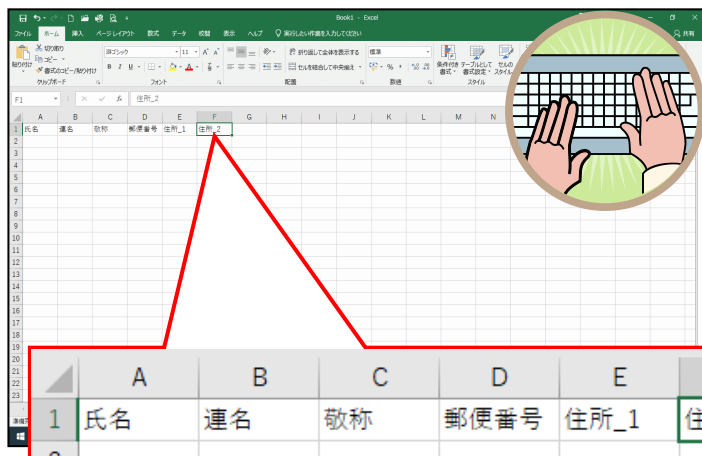 Book1 - Excel
ファイル ホーム 挿入 ページレイアウト 数式 データ 校閲 表示 ヘルプ 実行したい作業を入力してください 共有
切り取り
コピー
書式のコピー/貼り付け
貼り付け
游ゴシック 11
B I U
折り返して全体を表示する
セルを結合して中央揃え
標準
条件付き書式 テーブルとして書式設定 セルのスタイル
クリップボード フォント 配置 数値 スタイル
F1 fx 住所_2
A B C D E F G H I J K L M N
1 氏名 連名 敬称 郵便番号 住所_1 住所_2
2
3
4
5
6
7
8
9
10
11
12
13
14
15
16
17
18
19
20
21
22
23
A B C D E
1 氏名 連名 敬称 郵便番号 住所_1 住